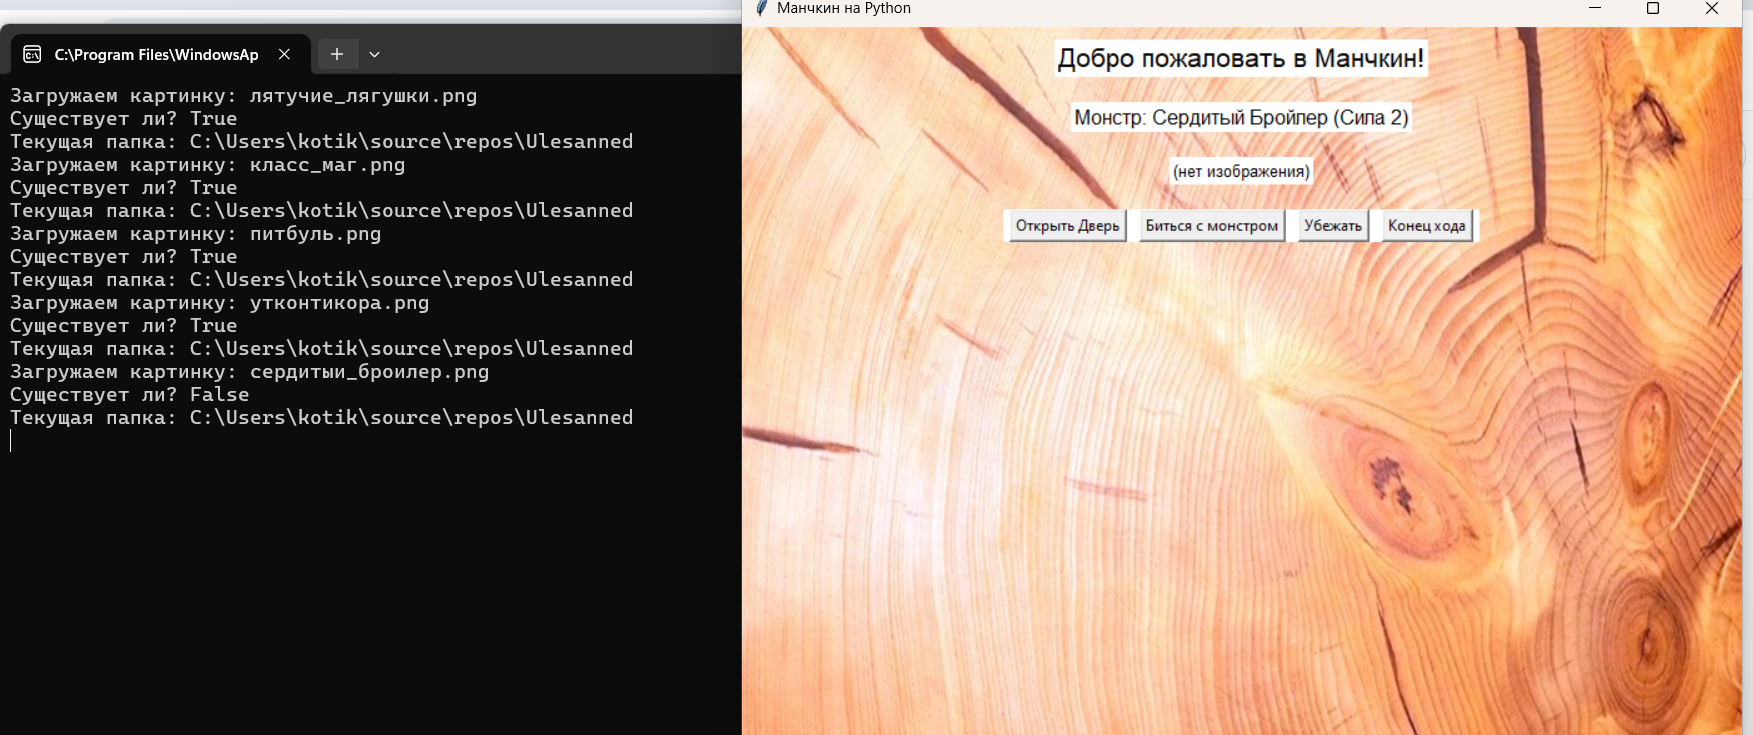 C:\Program Files\WindowsAp
Загружаем картинку: лятучие_лягушки.png
Существует ли? True
Текущая папка: C:\Users\kotik\source\repos\Ulesanned
Загружаем картинку: класс_маг.png
Существует ли? True
Текущая папка: C:\Users\kotik\source\repos\Ulesanned
Загружаем картинку: питбуль.png
Существует ли? True
Текущая папка: C:\Users\kotik\source\repos\Ulesanned
Загружаем картинку: утконтикора.png
Существует ли? True
Текущая папка: C:\Users\kotik\source\repos\Ulesanned
Загружаем картинку: сердитыи_броилер.png
Существует ли? False
Текущая папка: C:\Users\kotik\source\repos\Ulesanned
Манчкин на Python
Добро пожаловать в Манчкин!
Монстр: Сердитый Бройлер (Сила 2)
(нет изображения)
Открыть Дверь Биться с монстром Убежать Конец хода